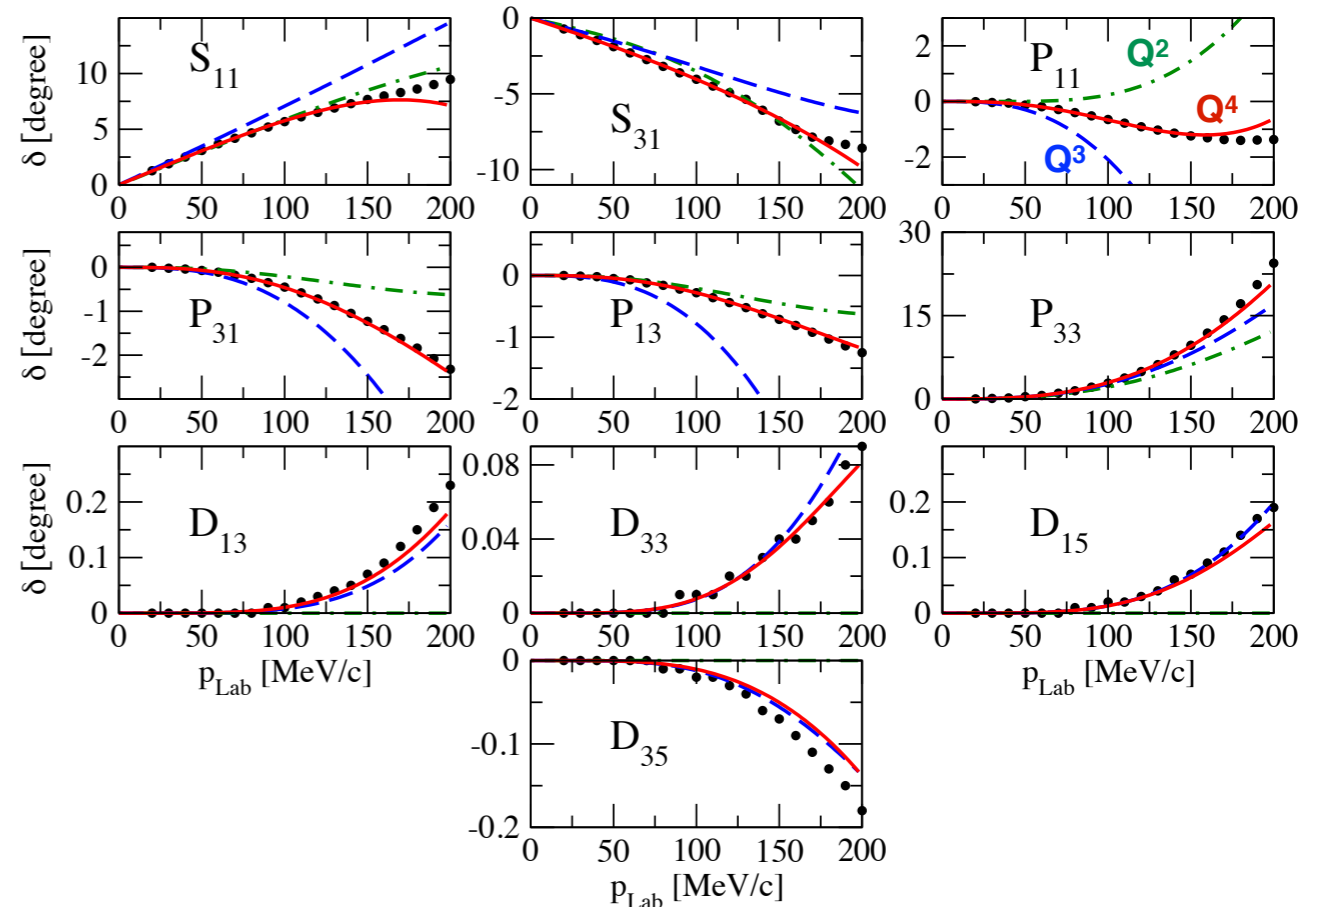 δ [degree]
S11
10
5
0
0 50 100 150 200
S31
0
-5
-10
0 50 100 150 200
P11
Q2
Q4
Q3
2
0
-2
0 50 100 150 200
δ [degree]
P31
0
-1
-2
0 50 100 150 200
P13
0
-1
-2
0 50 100 150 200
P33
30
15
0
0 50 100 150 200
δ [degree]
D13
0.2
0.1
0
0 50 100 150 200
pLab [MeV/c]
D33
0.08
0.04
0
0 50 100 150 200
D15
0.2
0.1
0
0 50 100 150 200
pLab [MeV/c]
D35
0
-0.1
-0.2
0 50 100 150 200
pLab [MeV/c]